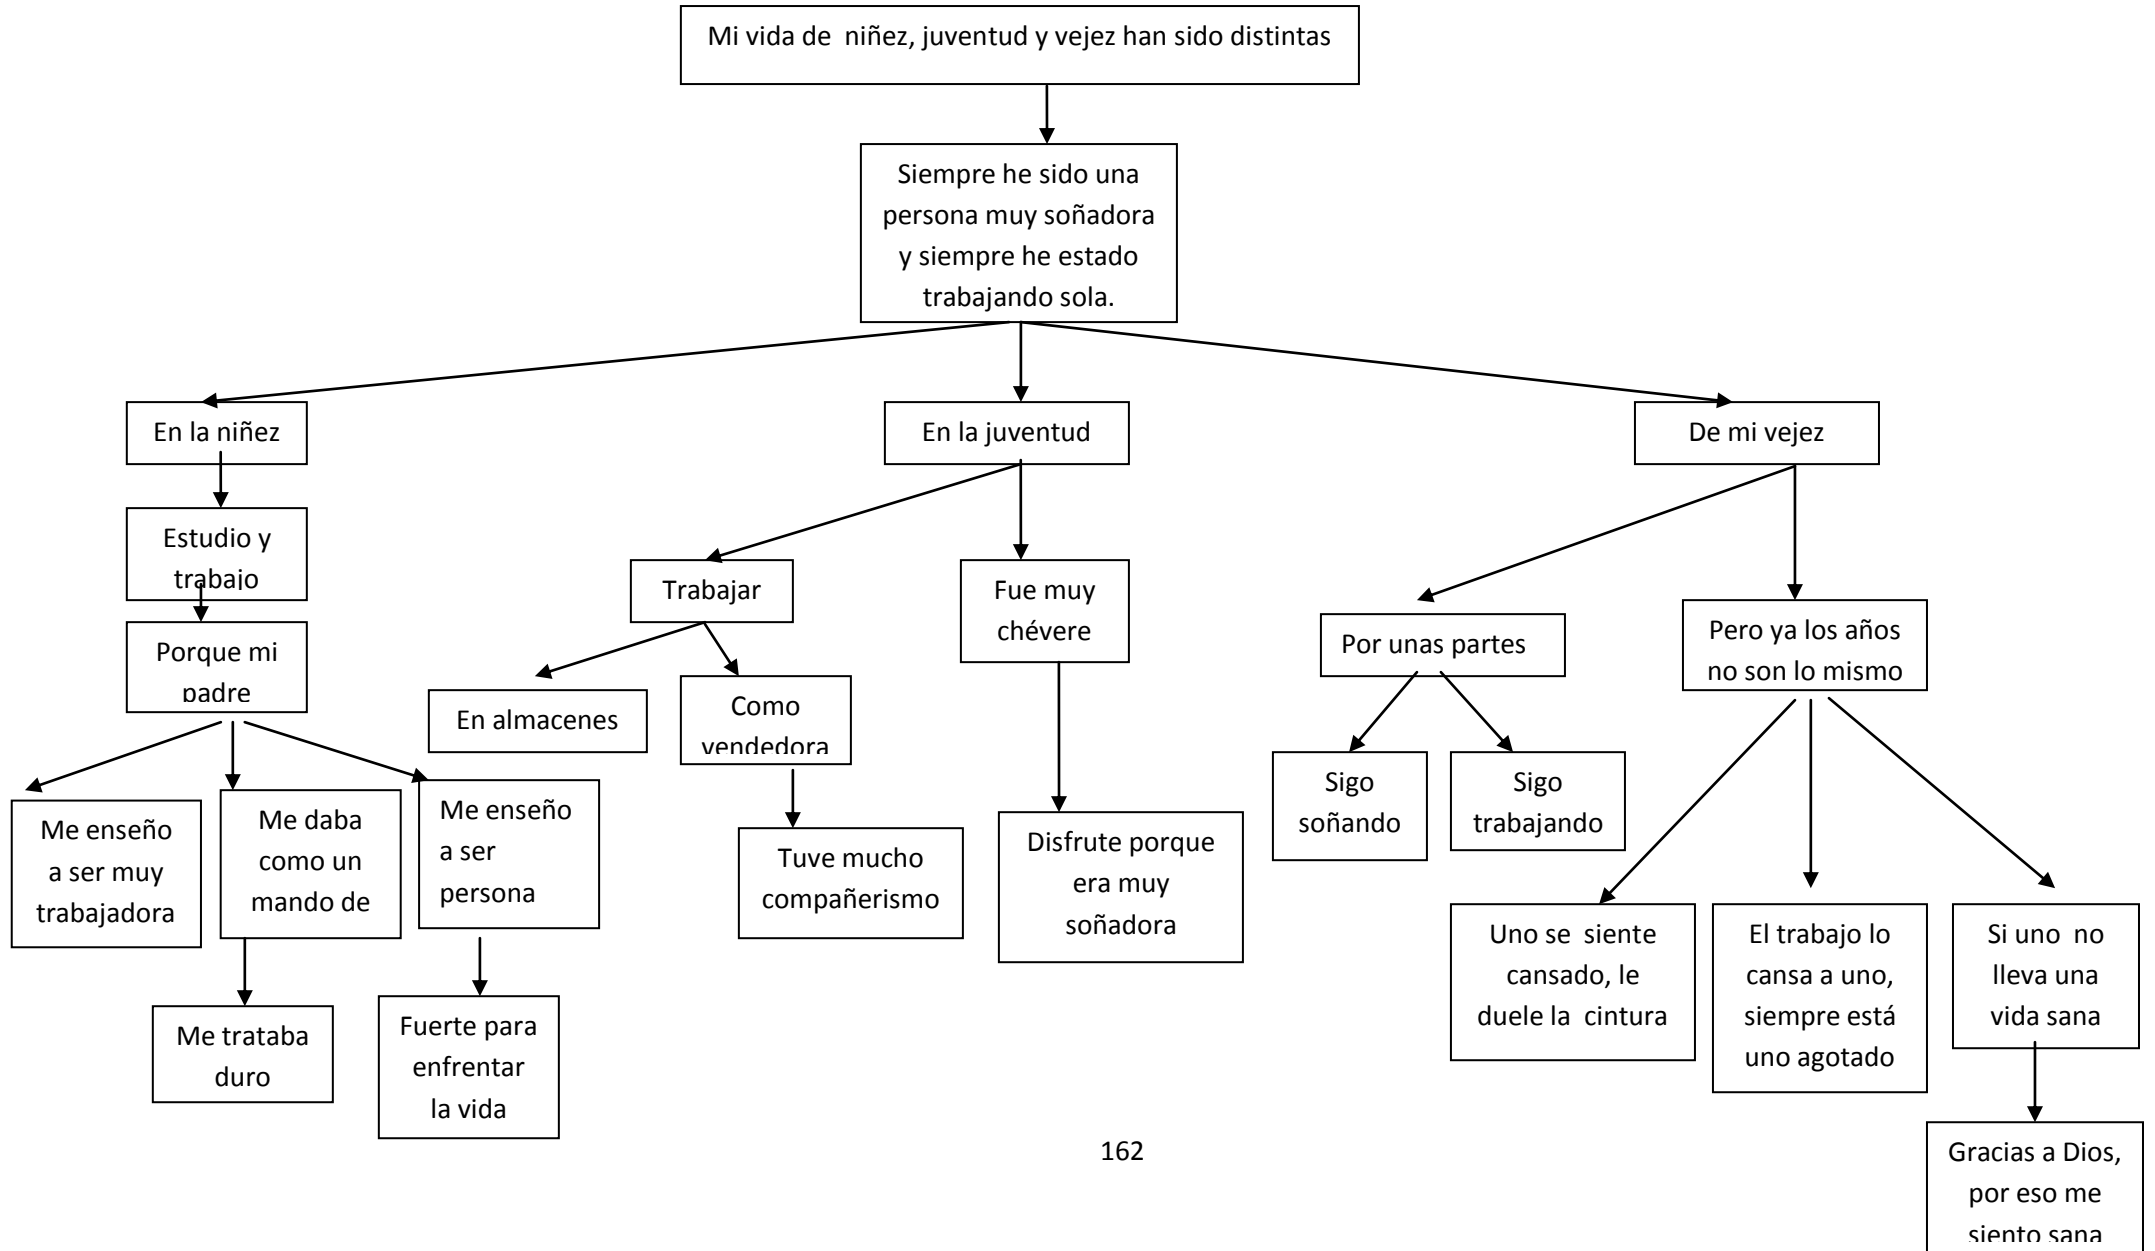 Mi vida de niñez, juventud y vejez han sido distintas
Siempre he sido una
persona muy soñadora
y siempre he estado
trabajando sola.
En la niñez
En la juventud
De mi vejez
Estudio y
trabajo
Porque mi
padre
Me enseño
a ser muy
trabajadora
Me daba
como un
mando de
Me trataba
duro
Me enseño
a ser
persona
Fuerte para
enfrentar
la vida
Trabajar
En almacenes
Como
vendedora
Tuve mucho
compañerismo
Fue muy
chévere
Disfrute porque
era muy
soñadora
Por unas partes
Sigo
soñando
Sigo
trabajando
Pero ya los años
no son lo mismo
Uno se siente
cansado, le
duele la cintura
El trabajo lo
cansa a uno,
siempre está
uno agotado
Si uno no
lleva una
vida sana
Gracias a Dios,
por eso me
siento sana
162